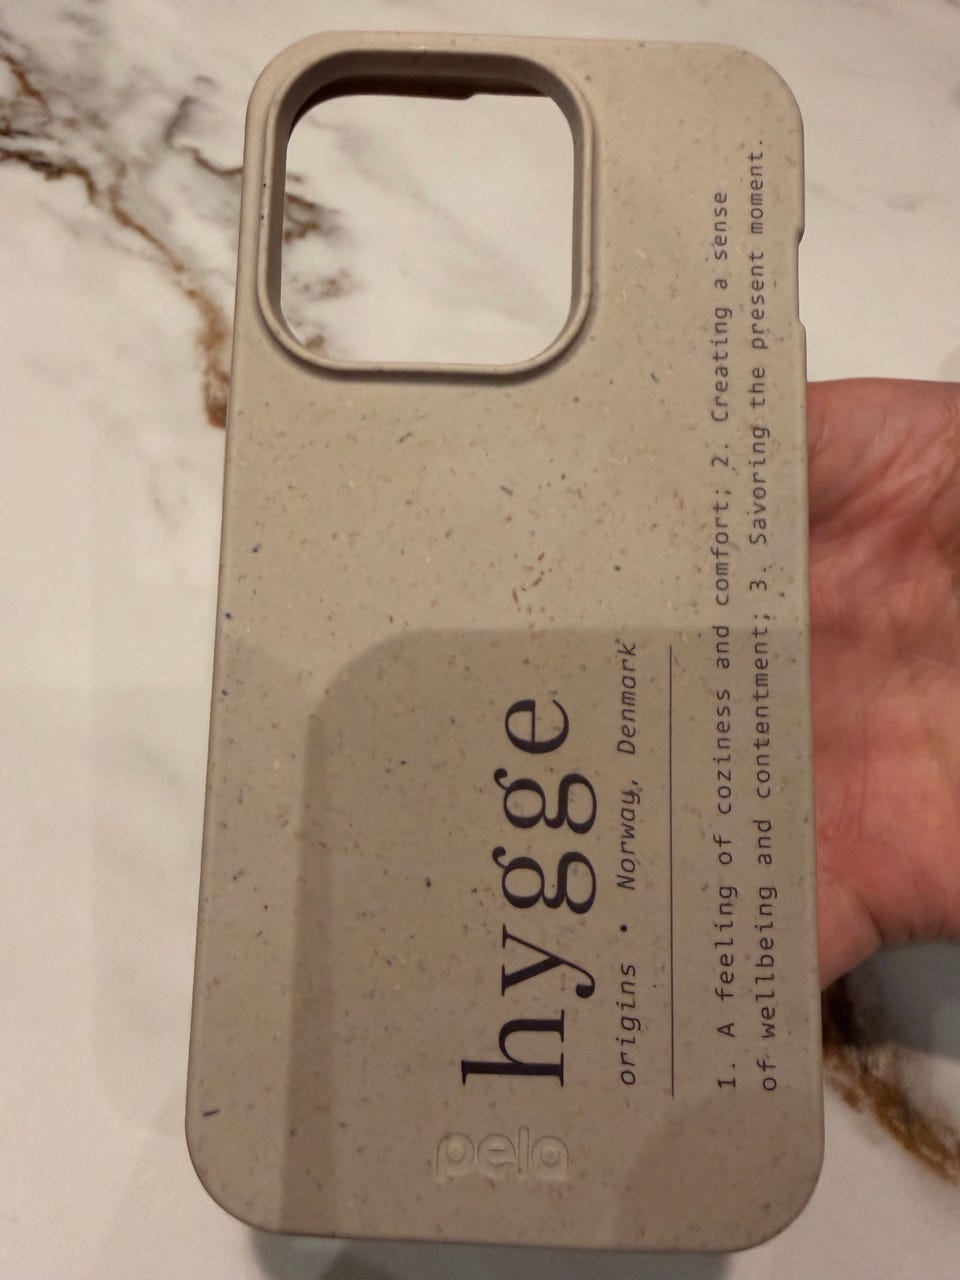 hygge
origins • Norway, Denmark
1. A feeling of coziness and comfort; 2. Creating a sense
of wellbeing and contentment; 3. Savoring the present moment.
pela